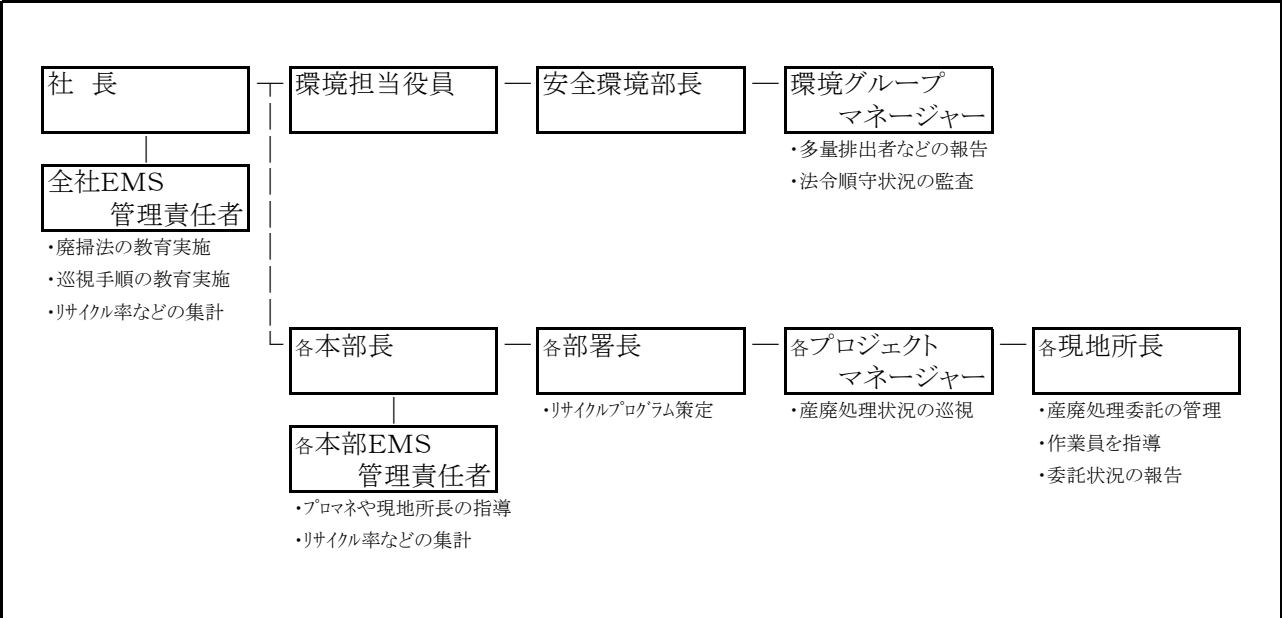 社 長
環境担当役員
安全環境部長
環境グループ
マネージャー
・多量排出者などの報告
・法令順守状況の監査
全社EMS
管理責任者
・廃掃法の教育実施
・巡視手順の教育実施
・ﾘｻｲｸﾙ率などの集計
各本部長
各部署長
各プロジェクト
マネージャー
各現地所長
・ﾘｻｲｸﾙﾌﾟﾛｸﾞﾗﾑ策定
・産廃処理状況の巡視
・産廃処理委託の管理
・作業員を指導
・委託状況の報告
各本部EMS
管理責任者
・ﾌﾟﾛﾏﾈや現地所長の指導
・ﾘｻｲｸﾙ率などの集計